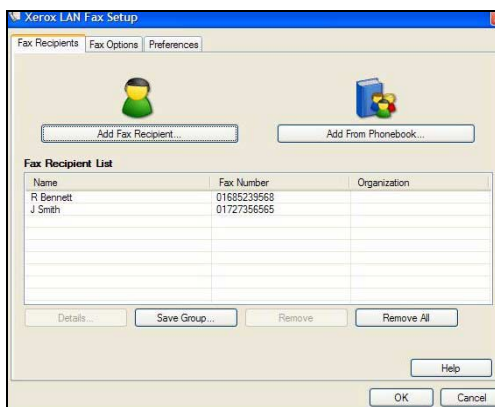 Xerox LAN Fax Setup
Fax Recipients Fax Options Preferences
Add Fax Recipient... Add From Phonebook...
Fax Recipient List
Name Fax Number Organization
R Bennett 01685239568
J Smith 01727356565
Details... Save Group... Remove Remove All
Help
OK Cancel